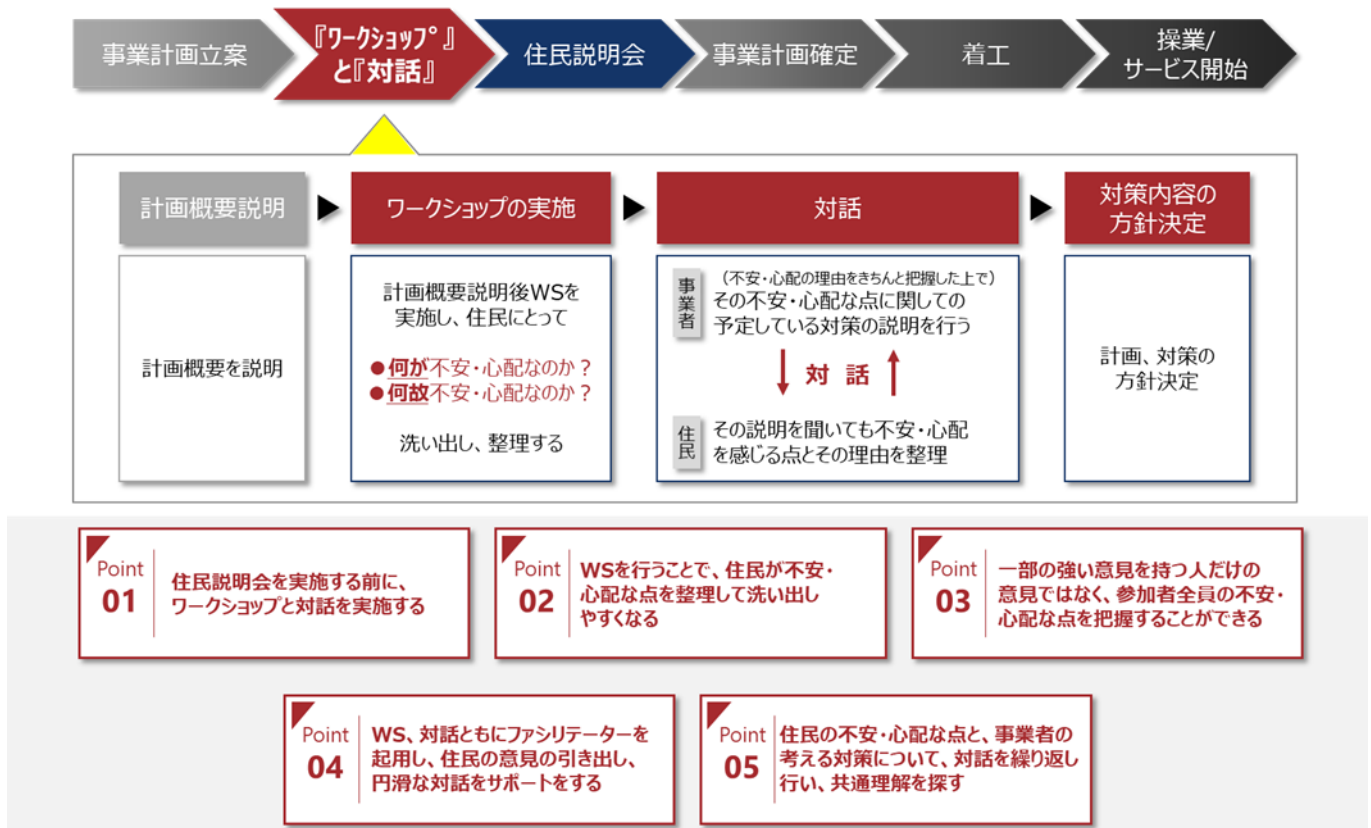 事業計画立案
『ワークショップ』
と『対話』
住民説明会
事業計画確定
着工
操業/
サービス開始
計画概要説明
計画概要を説明
ワークショップの実施
計画概要説明後WSを
実施し、住民にとって
●何が不安・心配なのか？
●何故不安・心配なのか？
洗い出し、整理する
対話
事業者
（不安・心配の理由をきちんと把握した上で）
その不安・心配な点に関しての
予定している対策の説明を行う
対 話
住民
その説明を聞いても不安・心配
を感じる点とその理由を整理
対策内容の
方針決定
計画、対策の
方針決定
Point
01
住民説明会を実施する前に、
ワークショップと対話を実施する
Point
02
WSを行うことで、住民が不安・
心配な点を整理して洗い出し
やすくなる
Point
03
一部の強い意見を持つ人だけの
意見ではなく、参加者全員の不安・
心配な点を把握することができる
Point
04
WS、対話ともにファシリテーターを
起用し、住民の意見の引き出し、
円滑な対話をサポートをする
Point
05
住民の不安・心配な点と、事業者の
考える対策について、対話を繰り返し
行い、共通理解を探す